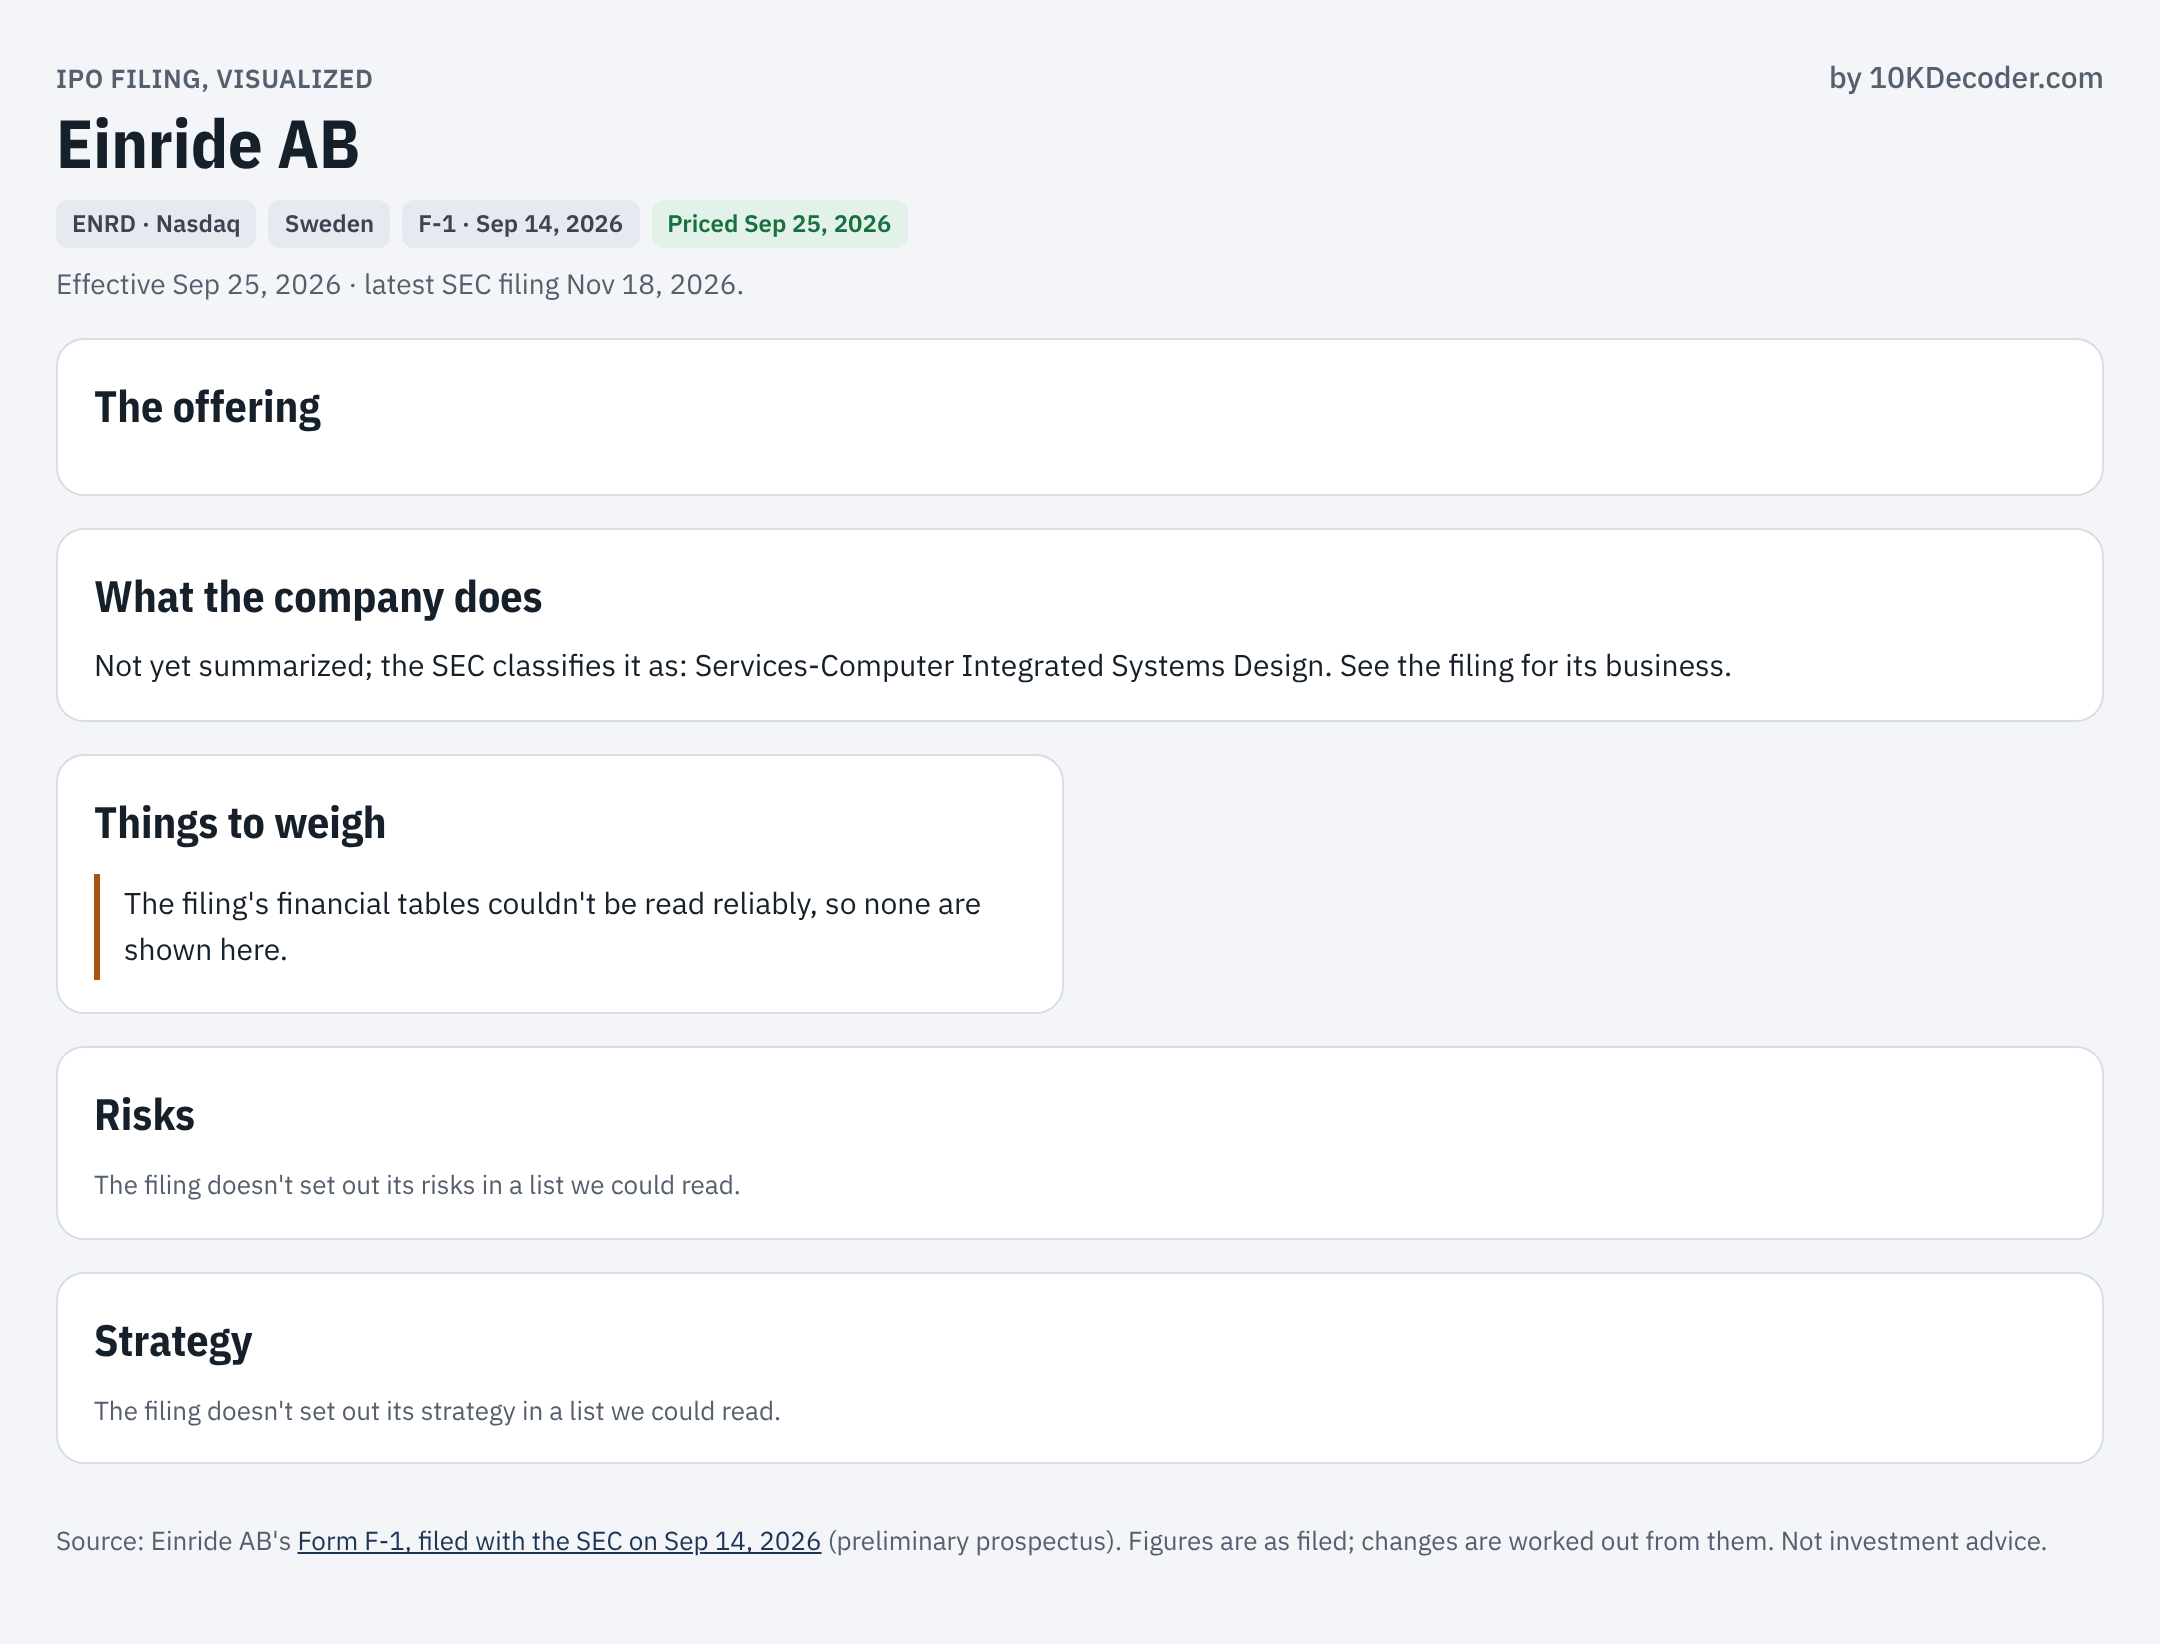 IPO FILING, VISUALIZED
by 10KDecoder.com
Einride AB
ENRD · Nasdaq
Sweden
F-1 · Sep 14, 2026
Priced Sep 25, 2026
Effective Sep 25, 2026 · latest SEC filing Nov 18, 2026.
The offering
What the company does
Not yet summarized; the SEC classifies it as: Services-Computer Integrated Systems Design. See the filing for its business.
Things to weigh
The filing's financial tables couldn't be read reliably, so none are
shown here.
Risks
The filing doesn't set out its risks in a list we could read.
Strategy
The filing doesn't set out its strategy in a list we could read.
Source: Einride AB's Form F-1, filed with the SEC on Sep 14, 2026 (preliminary prospectus). Figures are as filed; changes are worked out from them. Not investment advice.